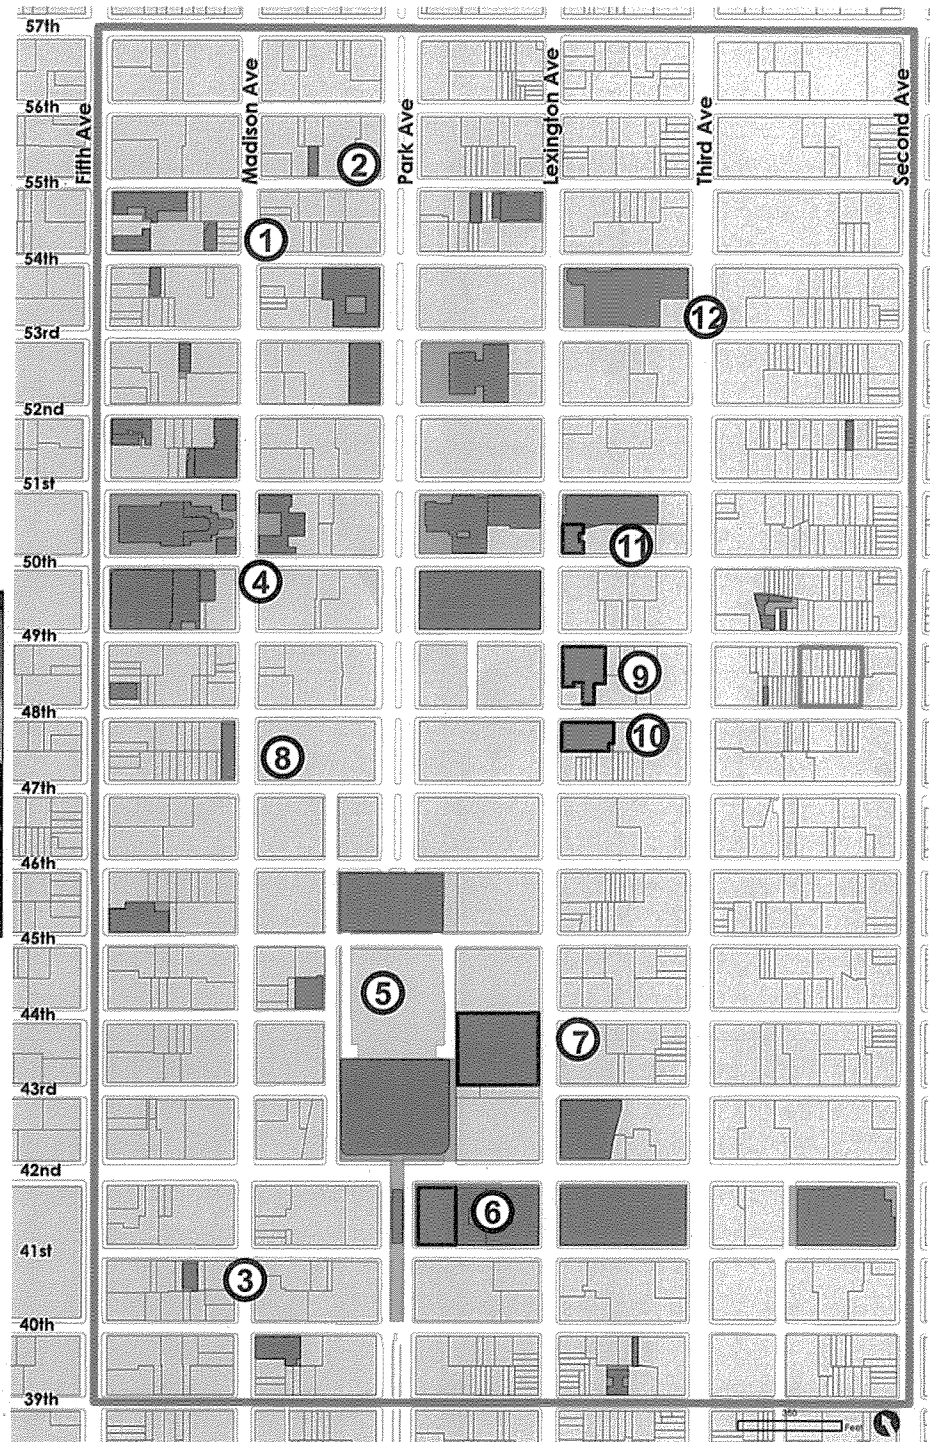 57th
56th
55th
54th
53rd
52nd
51st
50th
49th
48th
47th
46th
45th
44th
43rd
42nd
41st
40th
39th
Fifth Ave
Madison Ave
Park Ave
Lexington Ave
Third Ave
Second Ave
2
1
12
11
4
9
10
8
5
7
6
3
Feet